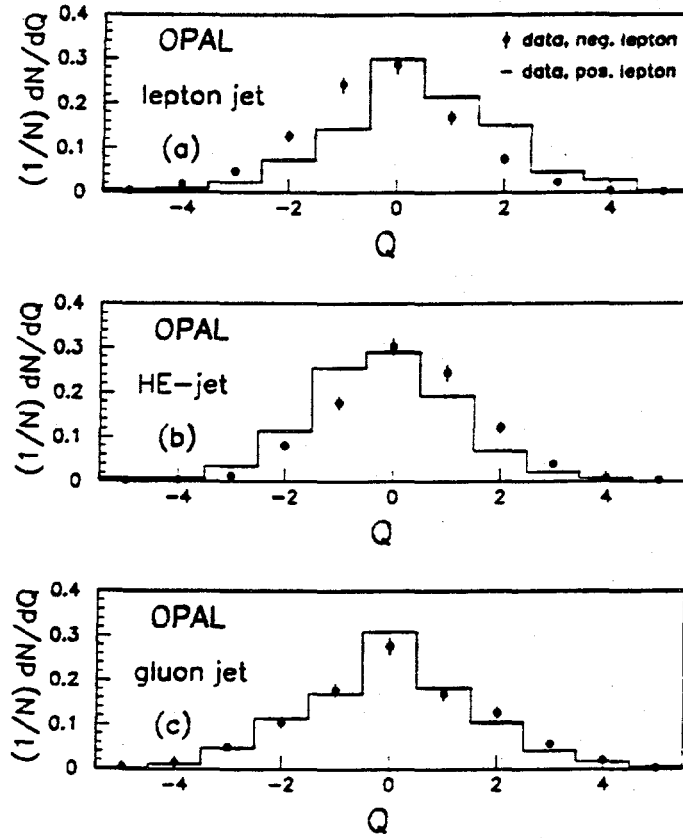 0.4
OPAL
data, neg. lepton
0.3
lepton jet
data, pos. lepton
0.2
(a)
0.1
0
-4 -2 0 2 4
(1/N) dN/dQ
Q
0.4
OPAL
0.3
HE-jet
0.2
(b)
0.1
0
-4 -2 0 2 4
(1/N) dN/dQ
Q
0.4
OPAL
0.3
gluon jet
0.2
(c)
0.1
0
-4 -2 0 2 4
(1/N) dN/dQ
Q